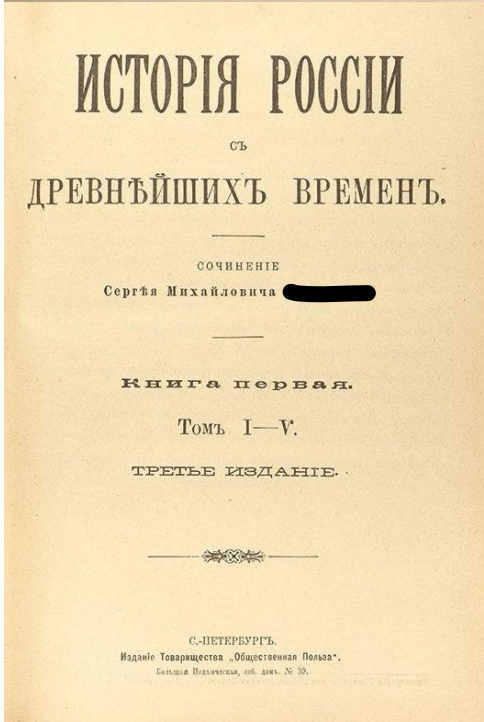 ИСТОРІЯ РОССІИ
СЪ
ДРЕВНѢЙШИХЪ ВРЕМЕНЪ.
СОЧИНЕНІЕ
Сергѣя Михайловича
Книга первая.
Томъ I—V.
ТРЕТЬЕ ИЗДАНІЕ.
С.-ПЕТЕРБУРГЪ.
Изданіе Товарищества „Общественная Польза“.
Большая Подъяческая, соб. домъ. № 39.